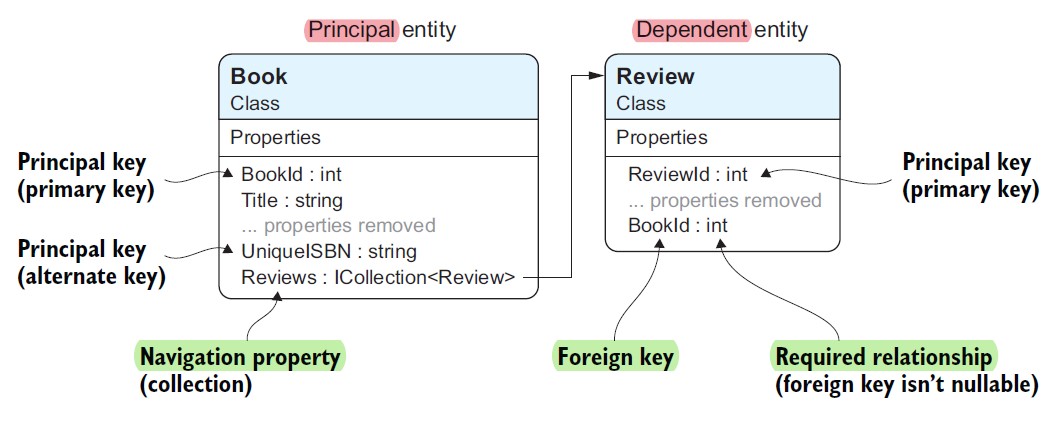 Principal entity
Dependent entity
Book
Class
Properties
BookId : int
Title : string
... properties removed
UniqueISBN : string
Reviews : ICollection<Review>
Review
Class
Properties
ReviewId : int
... properties removed
BookId : int
Principal key
(primary key)
Principal key
(alternate key)
Principal key
(primary key)
Navigation property
(collection)
Foreign key
Required relationship
(foreign key isn't nullable)